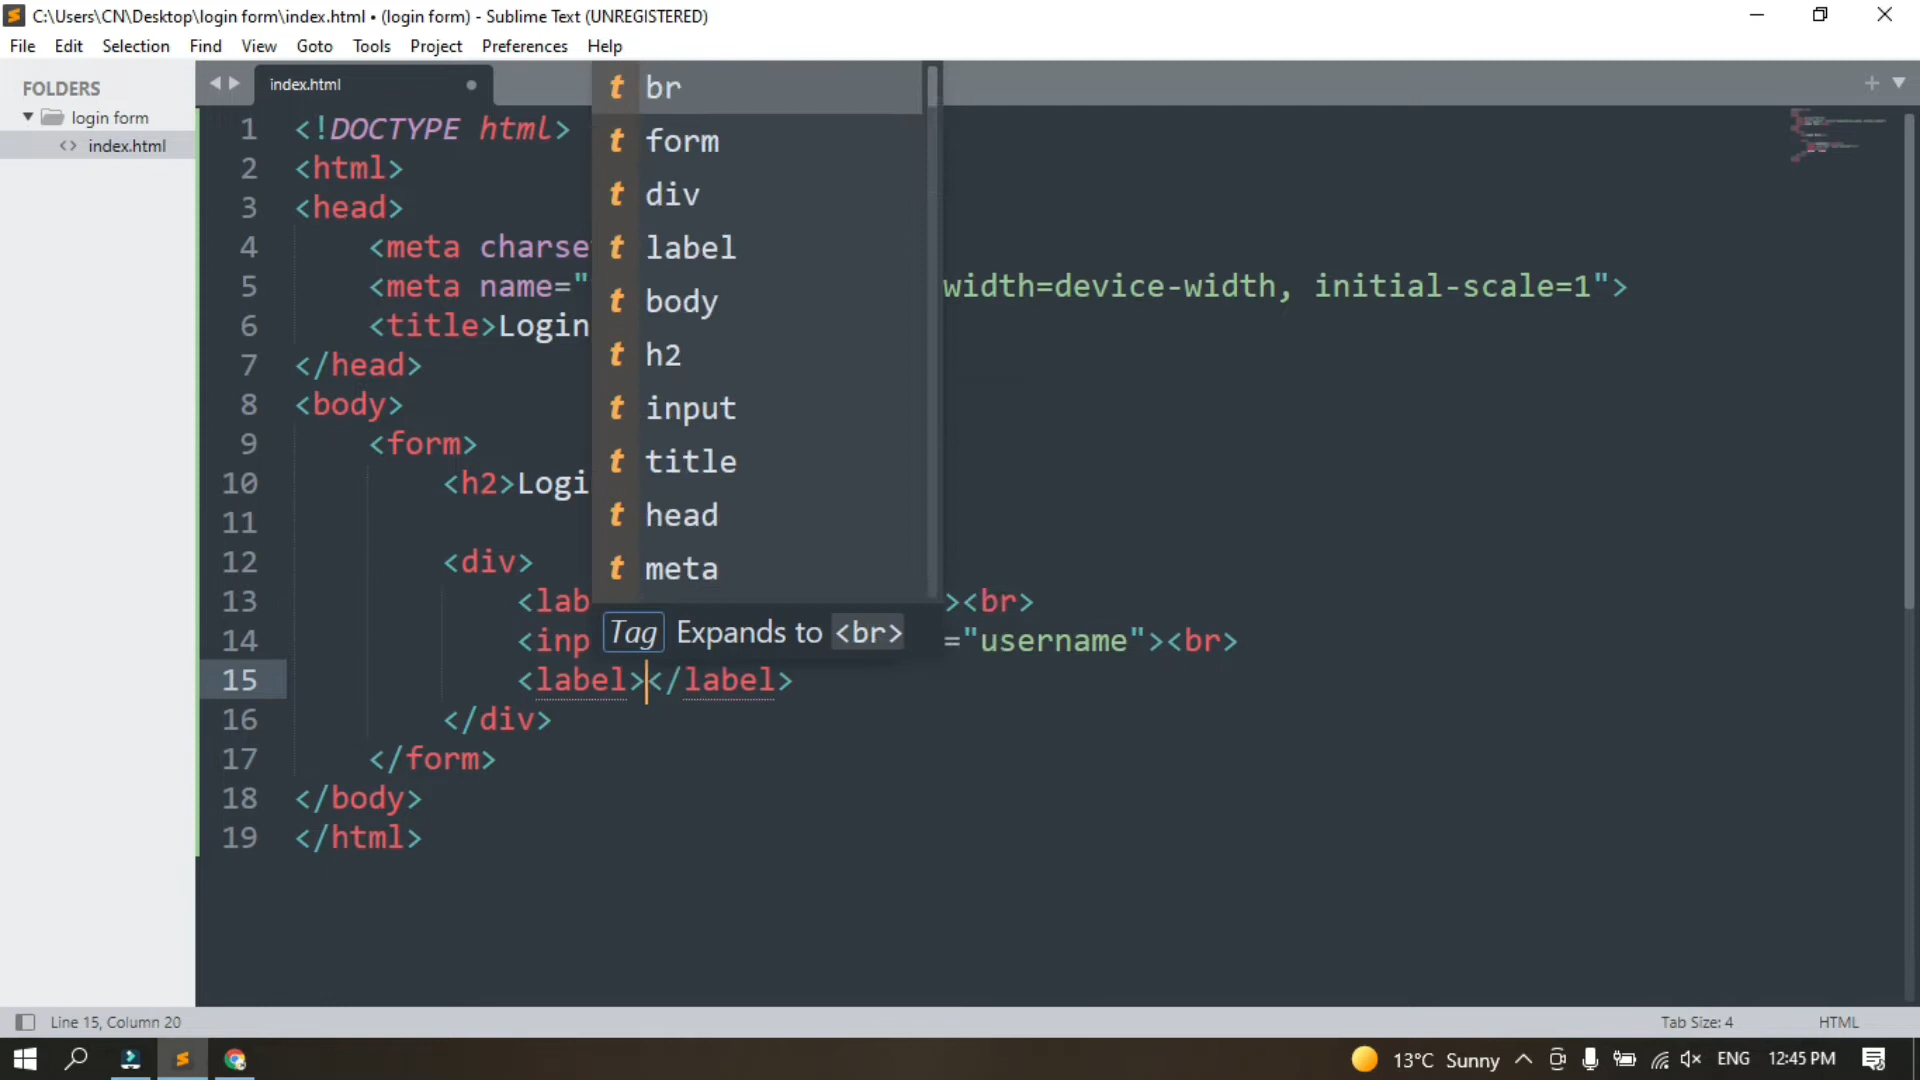 C:\Users\CN\Desktop\login form\index.html • (login form) - Sublime Text (UNREGISTERED)
File Edit Selection Find View Goto Tools Project Preferences Help
FOLDERS
login form
index.html
index.html
1 <!DOCTYPE html>
2 <html>
3 <head>
4 <meta charse
5 <meta name=" width=device-width, initial-scale=1">
6 <title>Login
7 </head>
8 <body>
9 <form>
10 <h2>Logi
11
12 <div>
13 <lab ><br>
14 <inp ="username"><br>
15 <label></label>
16 </div>
17 </form>
18 </body>
19 </html>
t br
t form
t div
t label
t body
t h2
t input
t title
t head
t meta
Tag Expands to <br>
Line 15, Column 20
Tab Size: 4
HTML
13°C Sunny
ENG
12:45 PM